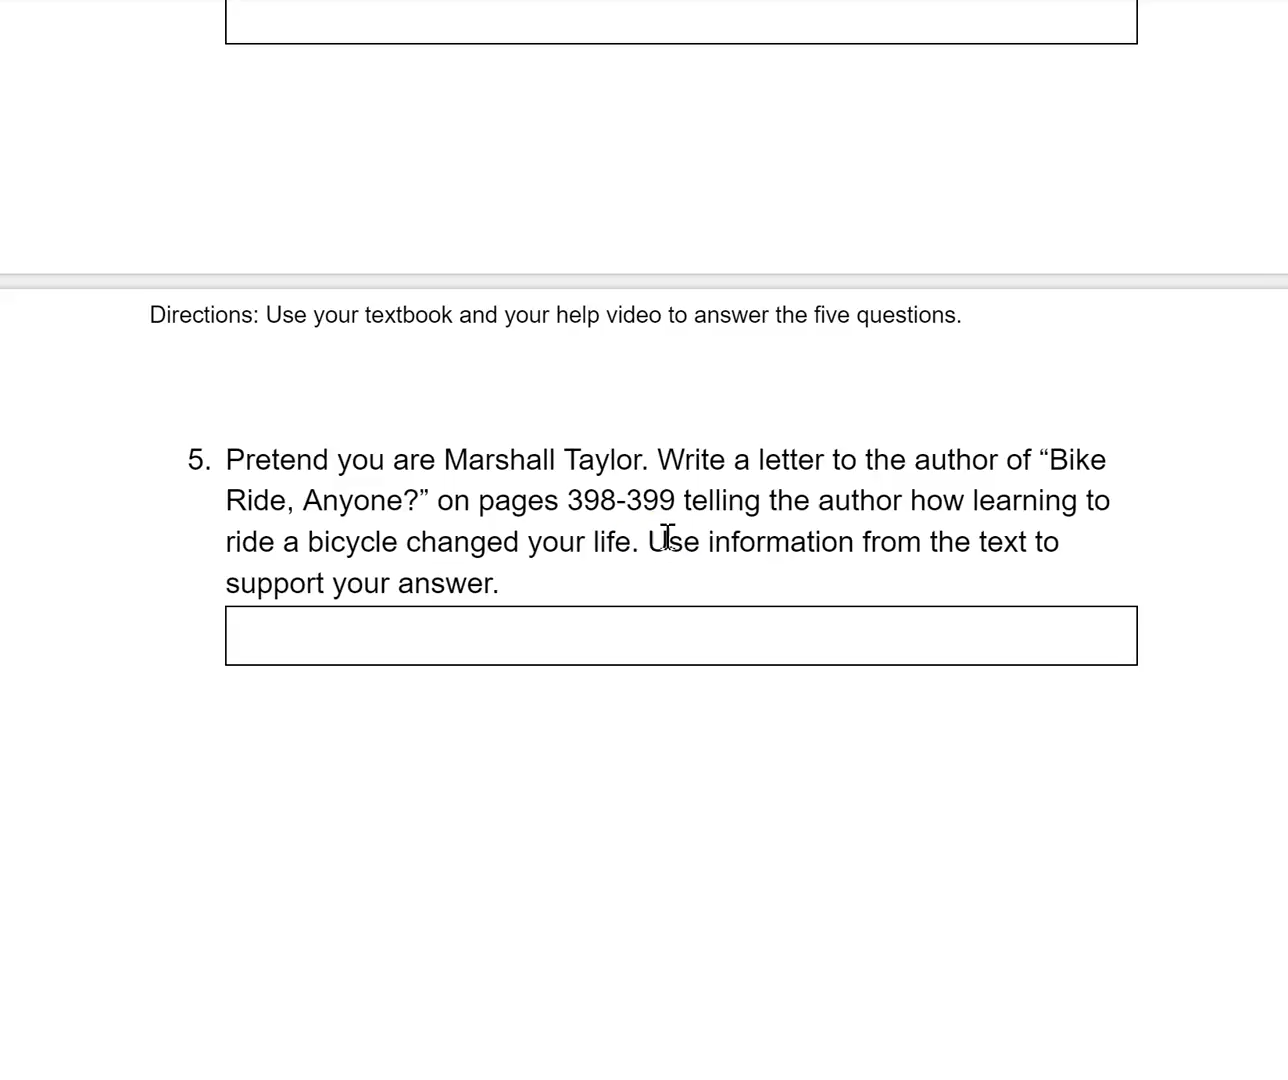 Directions: Use your textbook and your help video to answer the five questions.
5. Pretend you are Marshall Taylor. Write a letter to the author of “Bike
Ride, Anyone?” on pages 398-399 telling the author how learning to
ride a bicycle changed your life. Use information from the text to
support your answer.